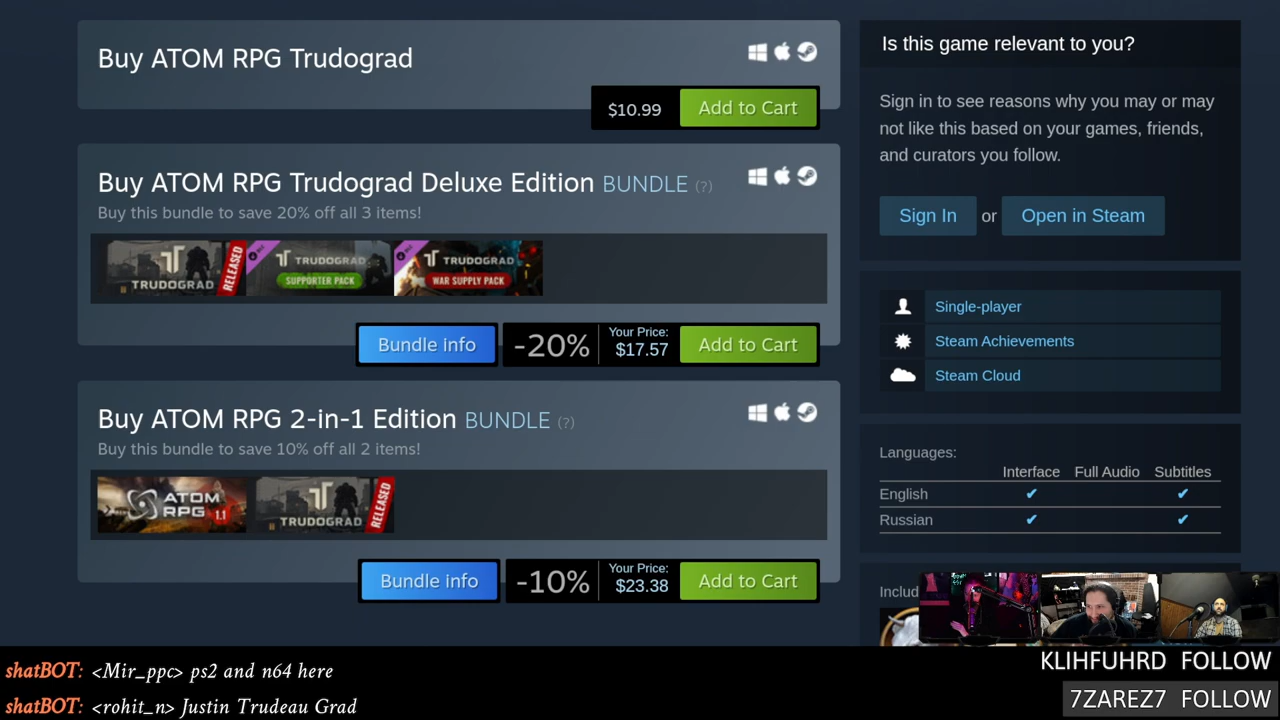 Buy ATOM RPG Trudograd
$10.99
Add to Cart
Buy ATOM RPG Trudograd Deluxe Edition BUNDLE (?)
Buy this bundle to save 20% off all 3 items!
TRUDOGRAD
RELEASED
TRUDOGRAD
SUPPORTER PACK
TRUDOGRAD
WAR SUPPLY PACK
Bundle info
-20%
Your Price:
$17.57
Add to Cart
Buy ATOM RPG 2-in-1 Edition BUNDLE (?)
Buy this bundle to save 10% off all 2 items!
ATOM
RPG 1.1
TRUDOGRAD
RELEASED
Bundle info
-10%
Your Price:
$23.38
Add to Cart
Is this game relevant to you?
Sign in to see reasons why you may or may
not like this based on your games, friends,
and curators you follow.
Sign In or Open in Steam
Single-player
Steam Achievements
Steam Cloud
Languages:
Interface Full Audio Subtitles
English ✔ ✔
Russian ✔ ✔
Includ
shatBOT: <Mir_ppc> ps2 and n64 here
shatBOT: <rohit_n> Justin Trudeau Grad
KLIHFUHRD FOLLOW
7ZAREZ7 FOLLOW